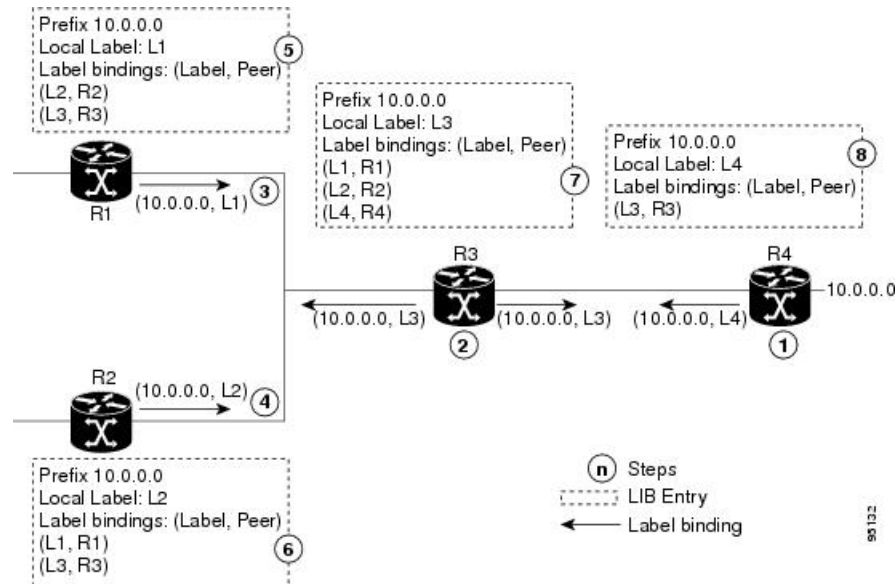 Prefix 10.0.0.0
Local Label: L1
Label bindings: (Label, Peer)
(L2, R2)
(L3, R3)
5
R1
(10.0.0.0, L1)
3
Prefix 10.0.0.0
Local Label: L3
Label bindings: (Label, Peer)
(L1, R1)
(L2, R2)
(L4, R4)
7
Prefix 10.0.0.0
Local Label: L4
Label bindings: (Label, Peer)
(L3, R3)
8
R3
R4
10.0.0.0
(10.0.0.0, L3)
(10.0.0.0, L3)
(10.0.0.0, L4)
2
1
R2
(10.0.0.0, L2)
4
Prefix 10.0.0.0
Local Label: L2
Label bindings: (Label, Peer)
(L1, R1)
(L3, R3)
6
n Steps
LIB Entry
Label binding
95132